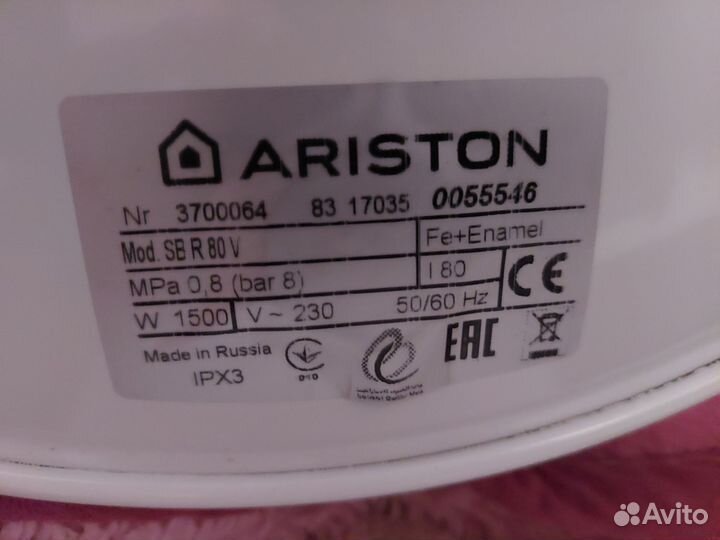 ARISTON
Nr 3700064 83 17035 0055546
Mod. SB R 80 V Fe+Enamel
MPa 0,8 (bar 8) l 80 CE
W 1500 V ~ 230 50/60 Hz
Made in Russia EAC
IPX3
Avito